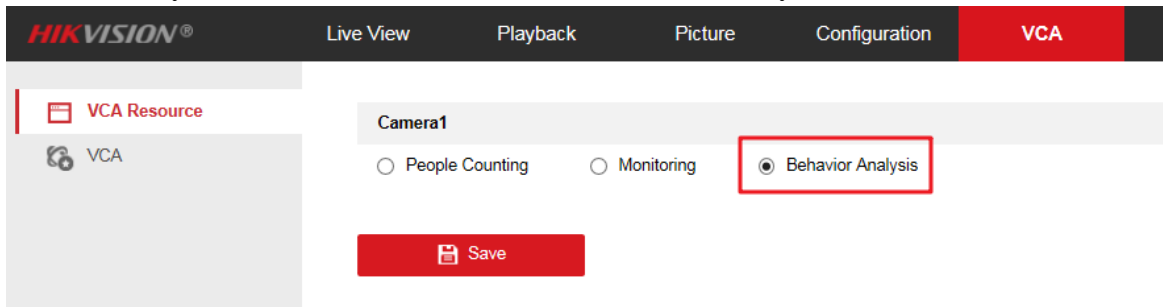 HIKVISION® Live View Playback Picture Configuration VCA
VCA Resource
Camera1
VCA
People Counting Monitoring Behavior Analysis
Save